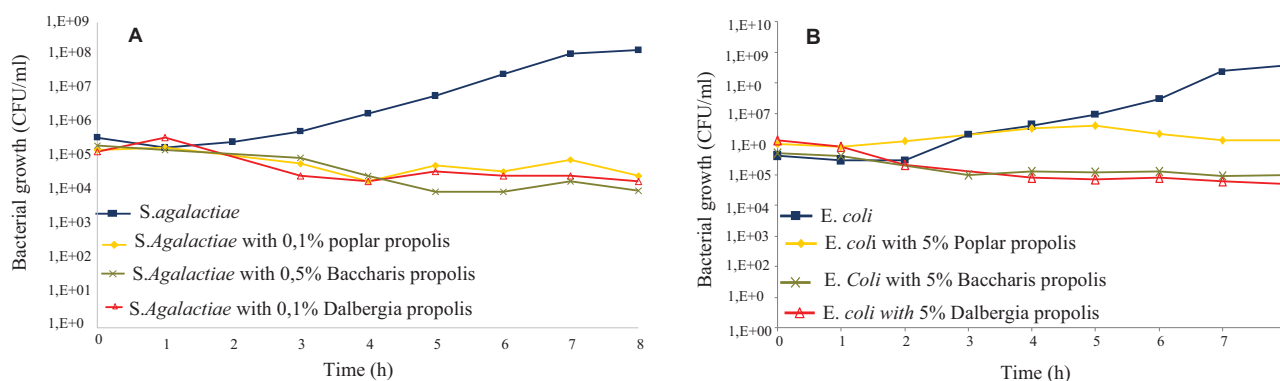 A
Bacterial growth (CFU/ml)
1,E+09
1,E+08
1,E+07
1,E+06
1,E+05
1,E+04
1,E+03
1,E+02
1,E+01
1,E+0
S.agalactiae
S.Agalactiae with 0,1% poplar propolis
S.Agalactiae with 0,5% Baccharis propolis
S.Agalactiae with 0,1% Dalbergia propolis
0 1 2 3 4 5 6 7 8
Time (h)
B
Bacterial growth (CFU/ml)
1,E+10
1,E+09
1,E+8
1,E+07
1,E+0
1,E+05
1,E+04
1,E+03
1,E+02
1,E+0
1,E+00
E. coli
E. coli with 5% Poplar propolis
E. Coli with 5% Baccharis propolis
E. coli with 5% Dalbergia propolis
0 1 2 3 4 5 6 7
Time (h)